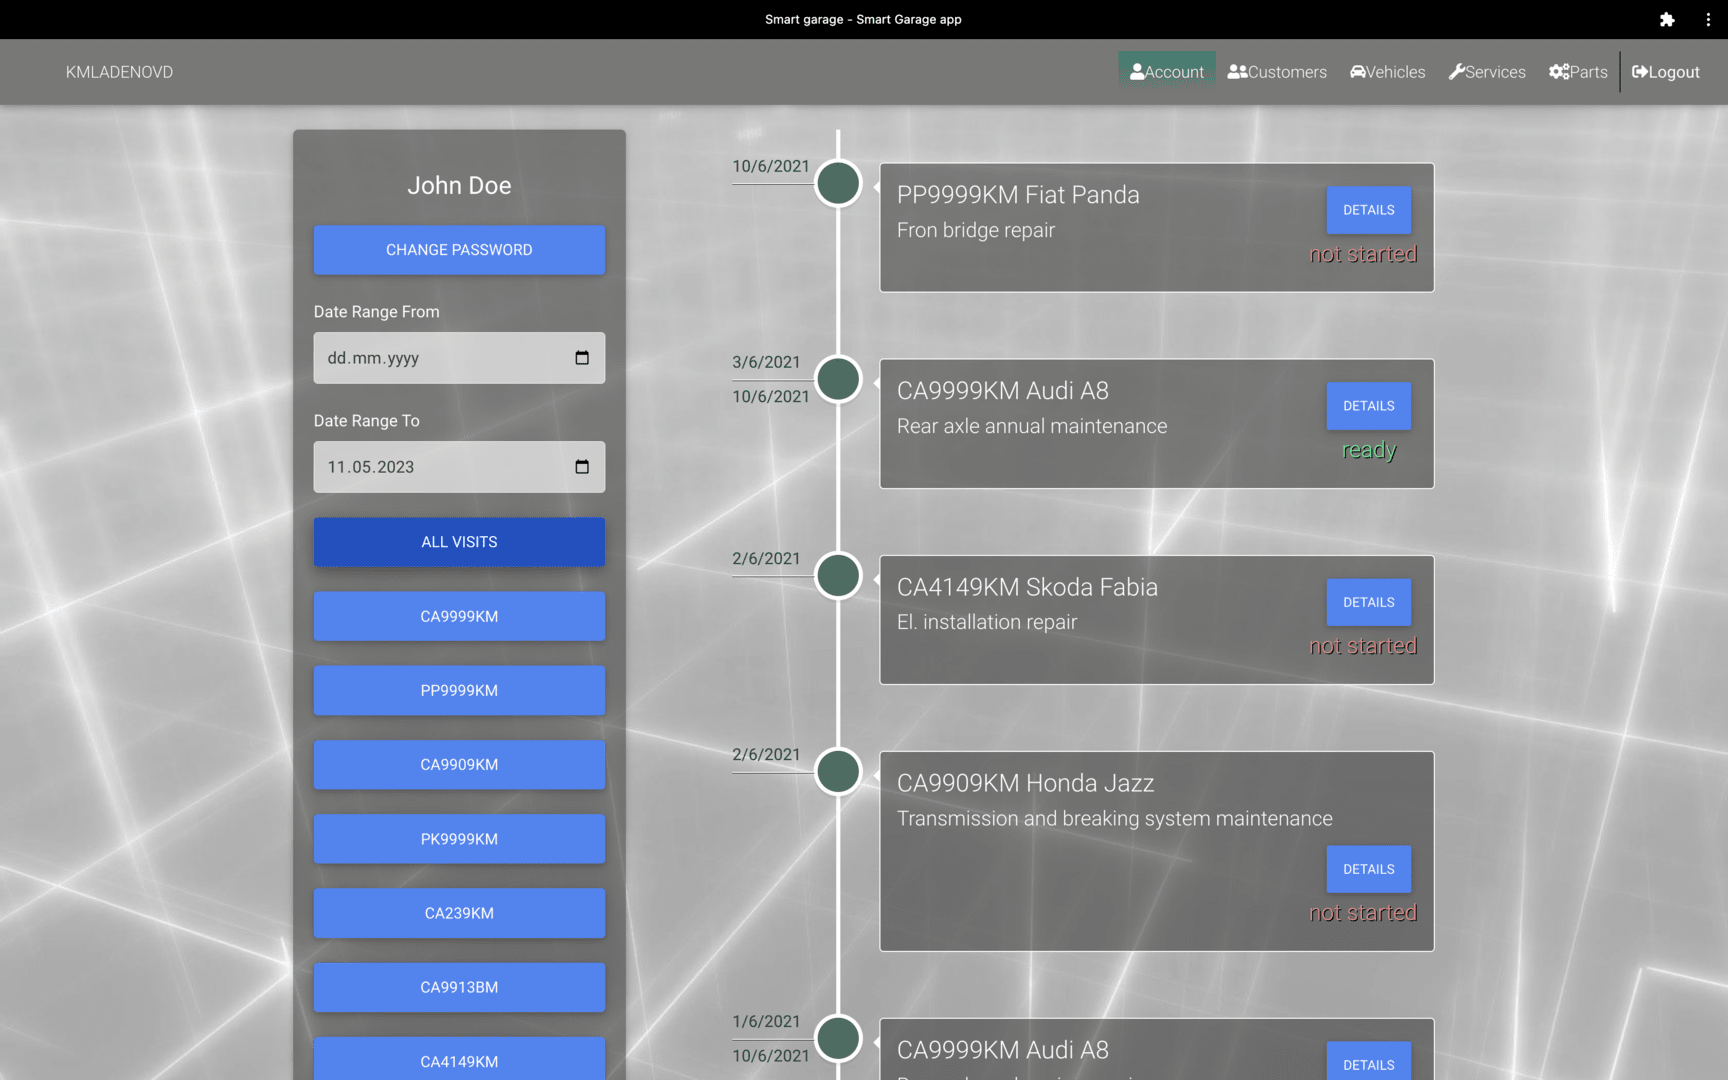 Smart garage - Smart Garage app
KMLADENOVD
Account
Customers
Vehicles
Services
Parts
Logout
John Doe
CHANGE PASSWORD
Date Range From
dd.mm.yyyy
Date Range To
11.05.2023
ALL VISITS
CA9999KM
PP9999KM
CA9909KM
PK9999KM
CA239KM
CA9913BM
CA4149KM
10/6/2021
PP9999KM Fiat Panda
Fron bridge repair
DETAILS
not started
3/6/2021
10/6/2021
CA9999KM Audi A8
Rear axle annual maintenance
DETAILS
ready
2/6/2021
CA4149KM Skoda Fabia
El. installation repair
DETAILS
not started
2/6/2021
CA9909KM Honda Jazz
Transmission and breaking system maintenance
DETAILS
not started
1/6/2021
10/6/2021
CA9999KM Audi A8
DETAILS